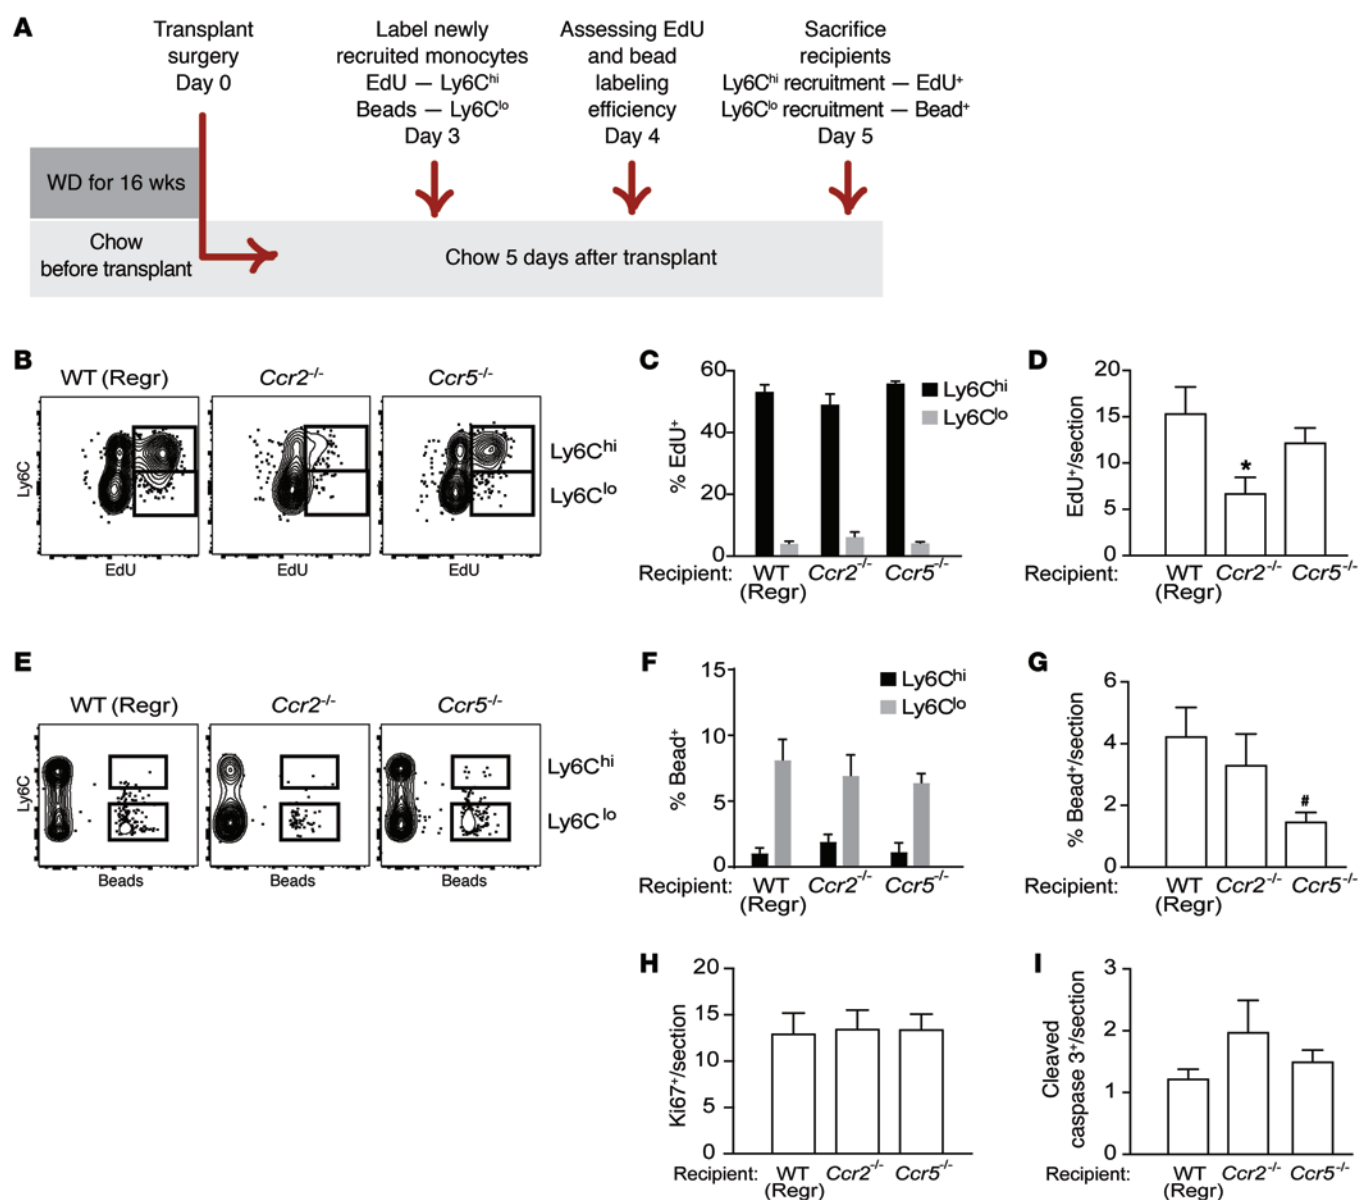 A
Transplant
surgery
Day 0
Label newly
recruited monocytes
EdU — Ly6Cʰⁱ
Beads — Ly6Cˡᵒ
Day 3
Assessing EdU
and bead
labeling
efficiency
Day 4
Sacrifice
recipients
Ly6Cʰⁱ recruitment — EdU⁺
Ly6Cˡᵒ recruitment — Bead⁺
Day 5
WD for 16 wks
Chow
before transplant
Chow 5 days after transplant
B
WT (Regr)
Ccr2⁻/⁻
Ccr5⁻/⁻
Ly6C
Ly6Cʰⁱ
Ly6Cˡᵒ
EdU
EdU
EdU
C
60
40
20
0
% EdU⁺
Ly6Cʰⁱ
Ly6Cˡᵒ
Recipient:
WT
(Regr)
Ccr2⁻/⁻
Ccr5⁻/⁻
D
20
15
10
5
0
EdU⁺/section
*
Recipient:
WT
(Regr)
Ccr2⁻/⁻
Ccr5⁻/⁻
E
WT (Regr)
Ccr2⁻/⁻
Ccr5⁻/⁻
Ly6C
Ly6Cʰⁱ
Ly6Cˡᵒ
Beads
Beads
Beads
F
15
10
5
0
% Bead⁺
Ly6Cʰⁱ
Ly6Cˡᵒ
Recipient:
WT
(Regr)
Ccr2⁻/⁻
Ccr5⁻/⁻
G
6
4
2
0
% Bead⁺/section
#
Recipient:
WT
(Regr)
Ccr2⁻/⁻
Ccr5⁻/⁻
H
20
15
10
5
0
Ki67⁺/section
Recipient:
WT
(Regr)
Ccr2⁻/⁻
Ccr5⁻/⁻
I
3
2
1
0
Cleaved
caspase 3⁺/section
Recipient:
WT
(Regr)
Ccr2⁻/⁻
Ccr5⁻/⁻